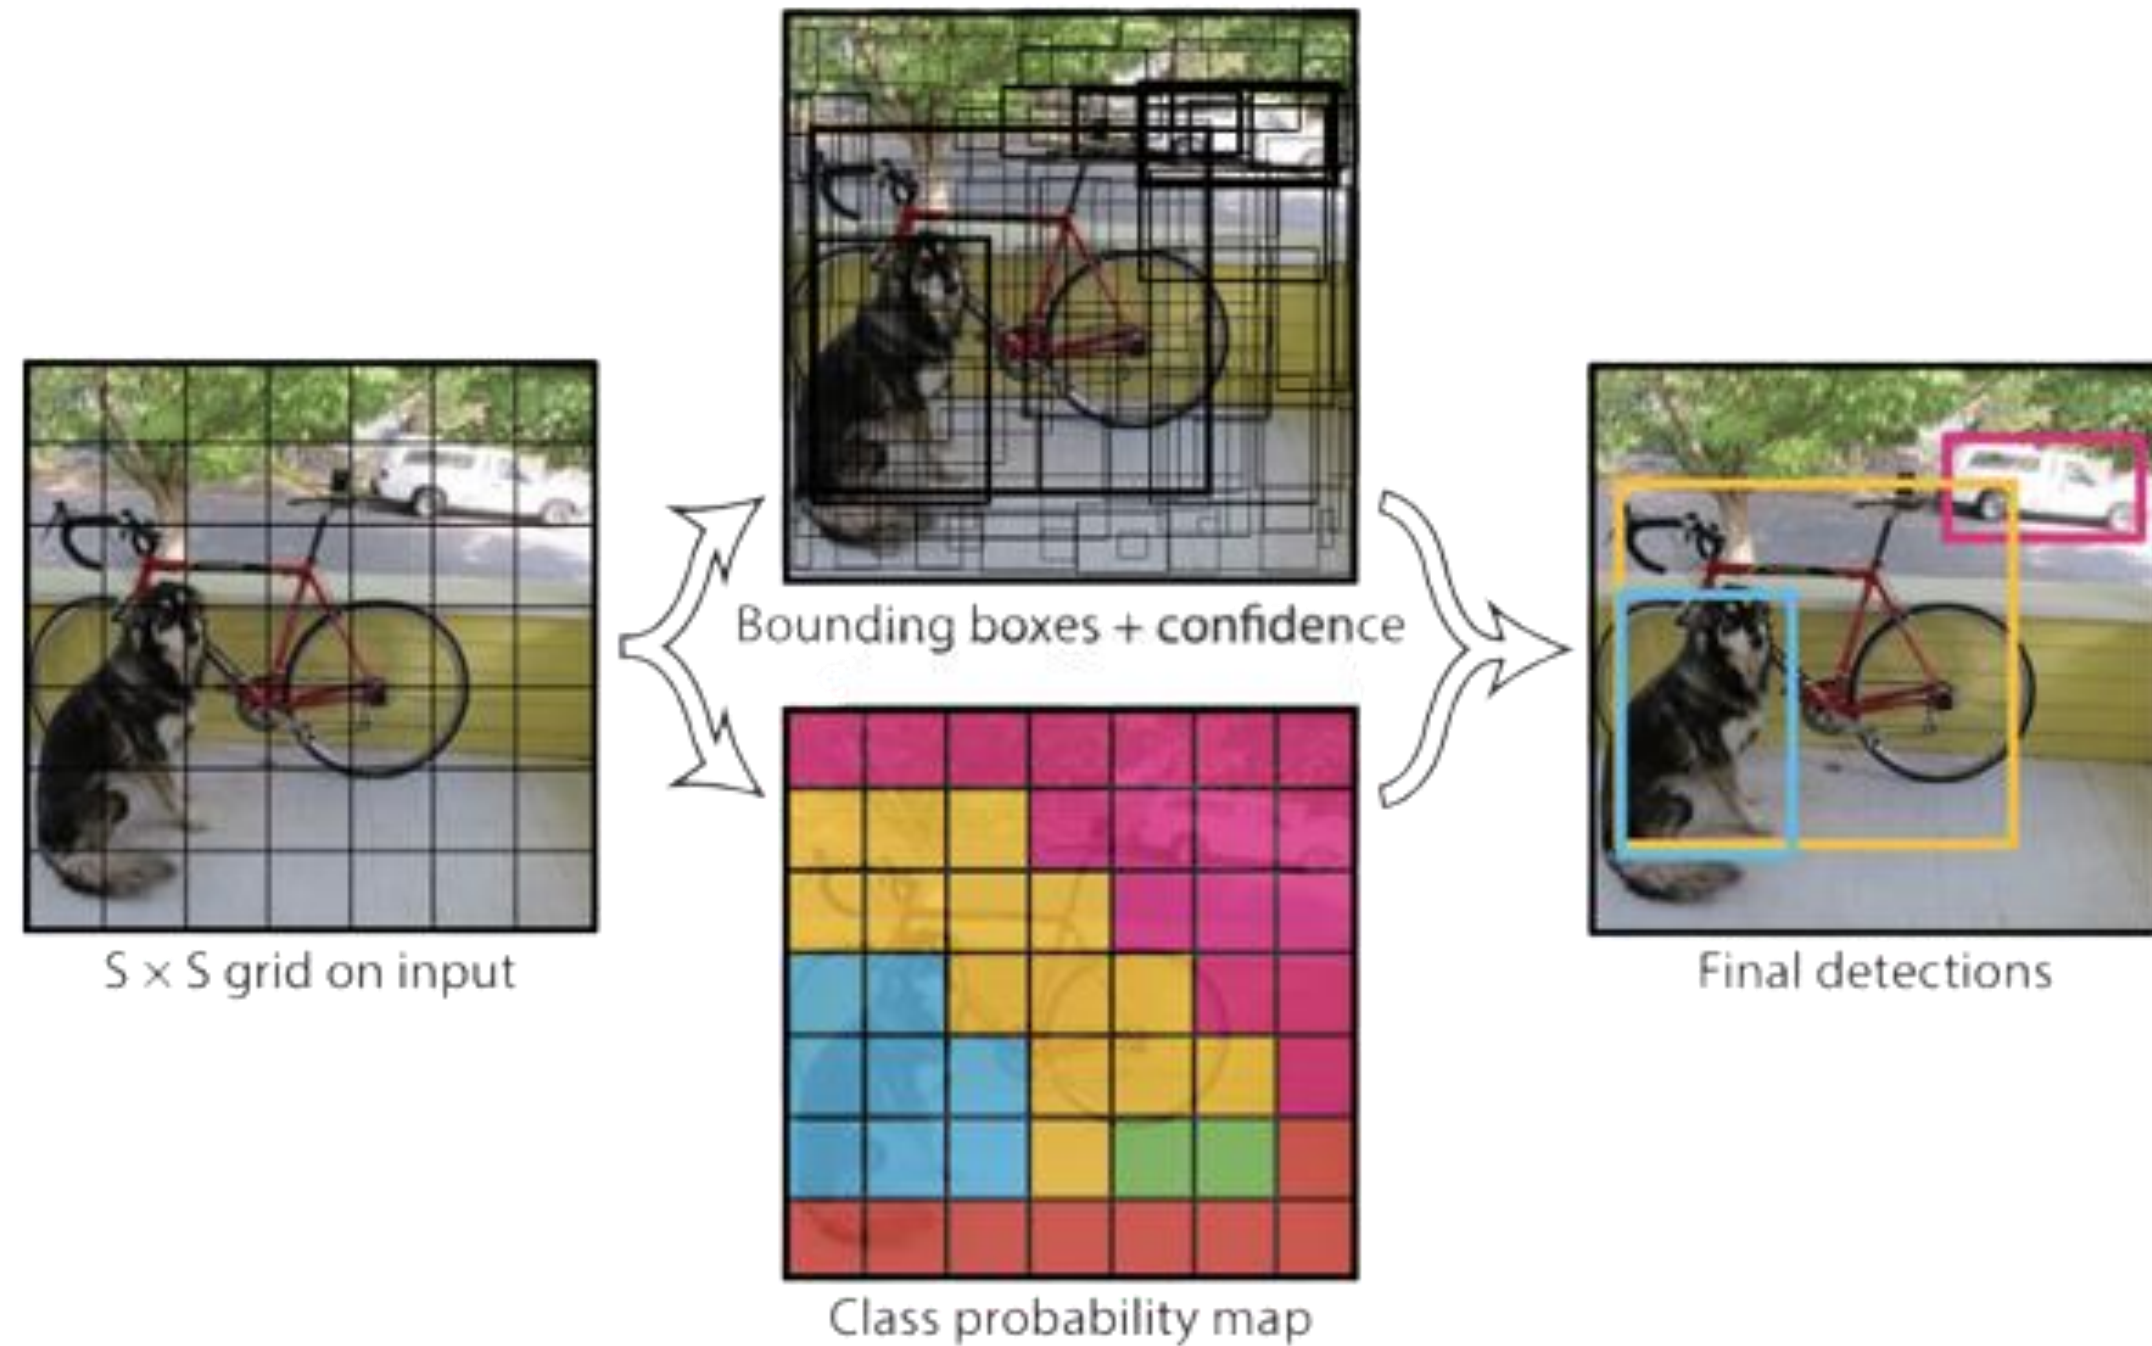 Bounding boxes + confidence
S × S grid on input
Final detections
Class probability map